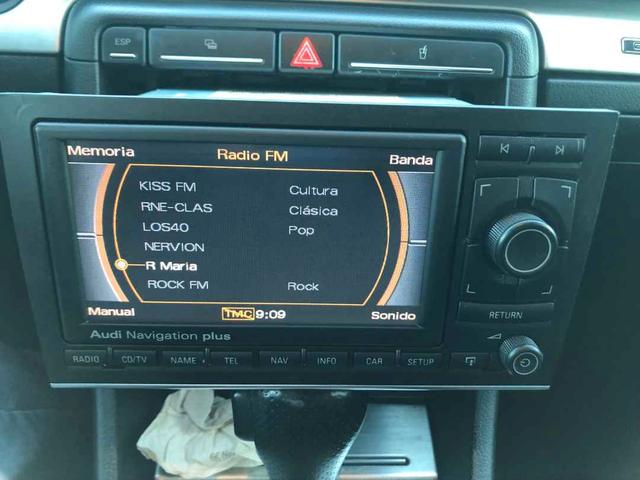 ESP
Memoria Radio FM Banda
KISS FM Cultura
RNE-CLAS Clásica
LOS40 Pop
NERVION
R Maria
ROCK FM Rock
Manual TMC 9:09 Sonido
RETURN
Audi Navigation plus
RADIO CD/TV NAME TEL NAV INFO CAR SETUP